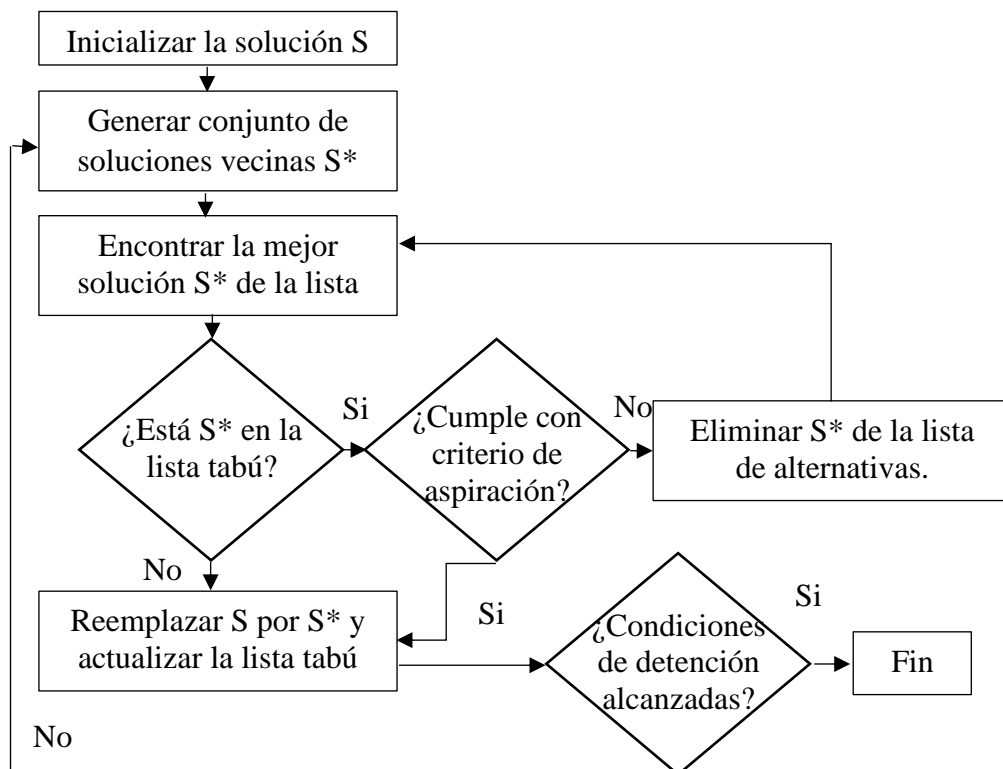 Inicializar la solución S
Generar conjunto de
soluciones vecinas S*
Encontrar la mejor
solución S* de la lista
¿Está S* en la
lista tabú?
Si
¿Cumple con
criterio de
aspiración?
No
Eliminar S* de la lista
de alternativas.
No
Reemplazar S por S* y
actualizar la lista tabú
Si
¿Condiciones
de detención
alcanzadas?
Si
Fin
No